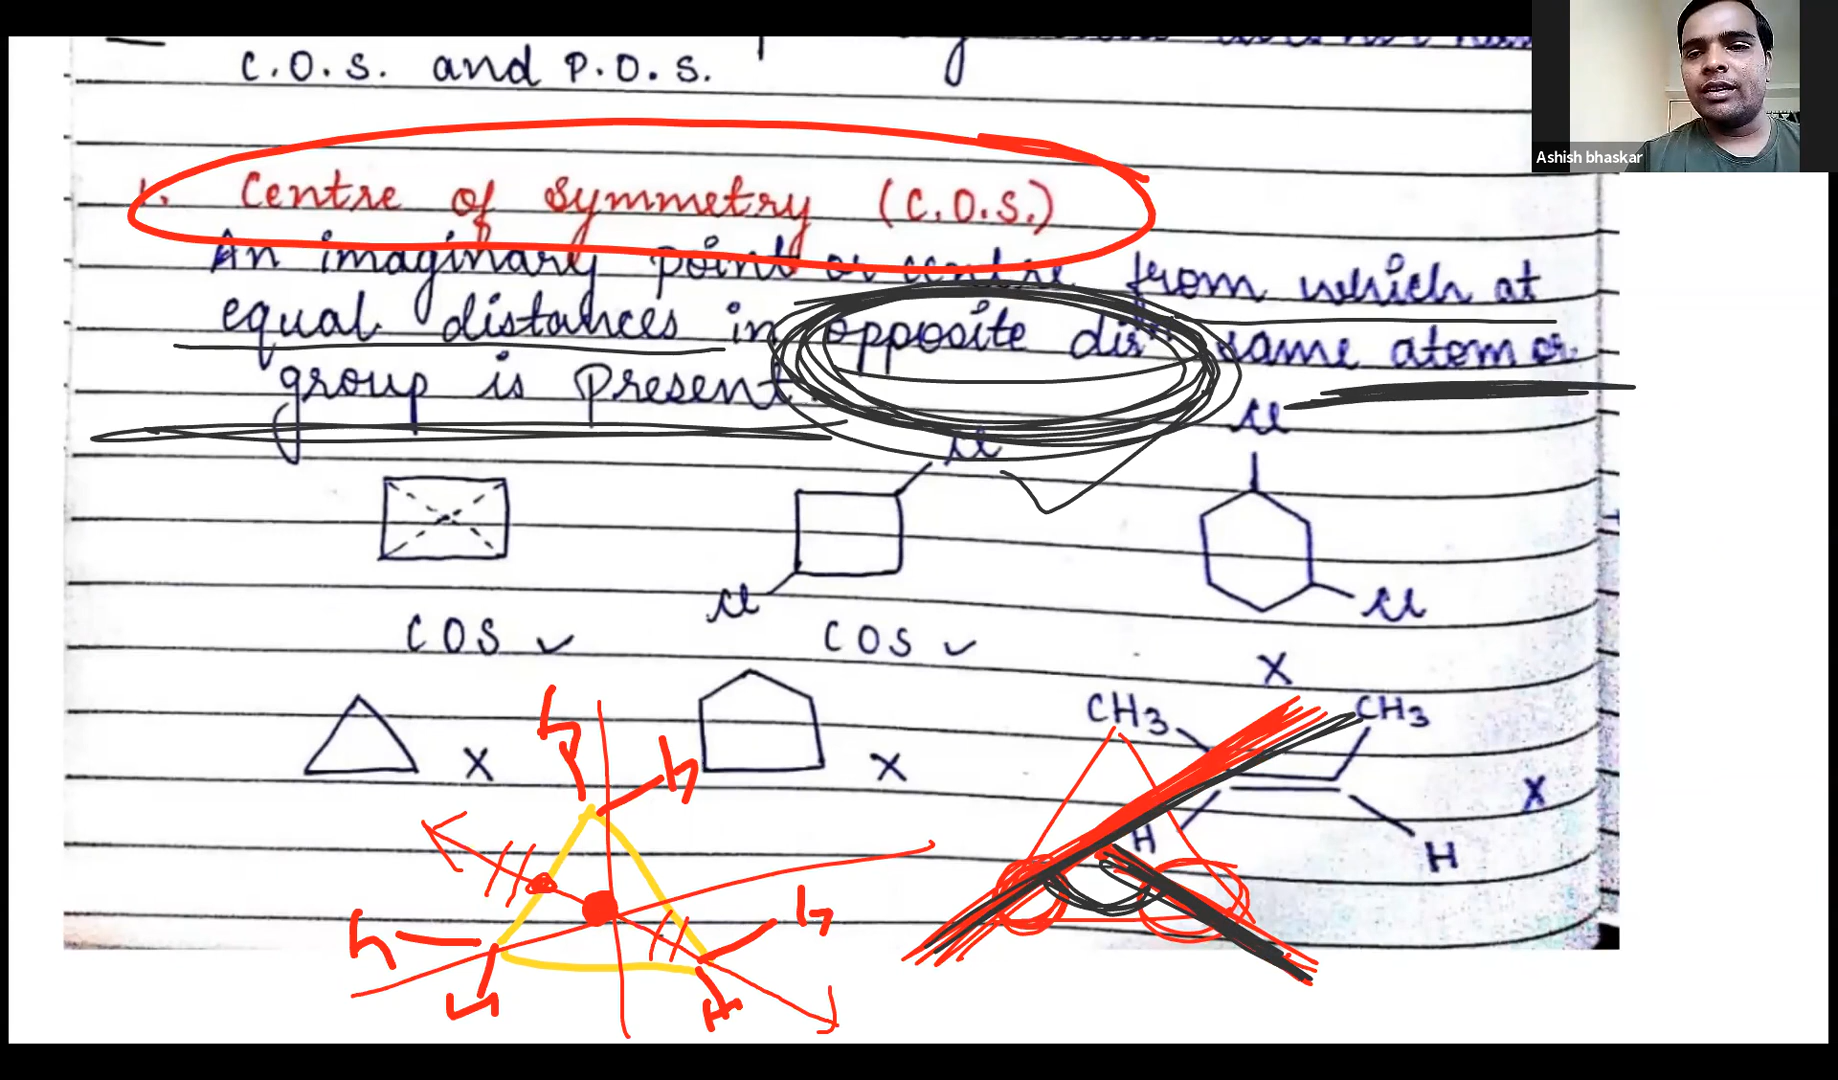 C.O.S. and P.O.S.
Ashish bhaskar
1. Centre of Symmetry (C.O.S.)
An imaginary point or centre from which at
equal distances in opposite dirn same atom or
group is present.
Cl
Cl
Cl
Cl
COS ✓
COS ✓
X
CH3
CH3
X
X
X
H
H
H
H
H
H
H
H